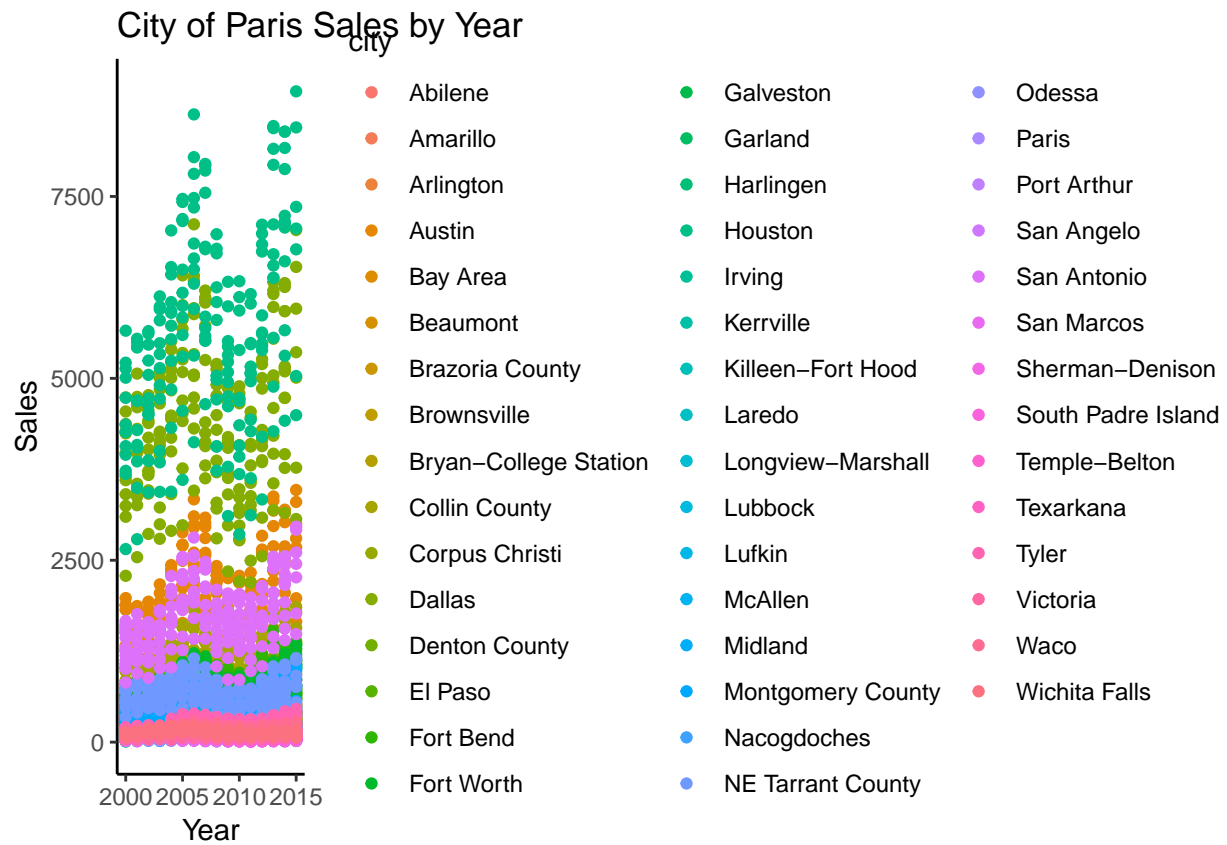 City of Paris Sales by Year
city
Abilene
Amarillo
Arlington
Austin
Bay Area
Beaumont
Brazoria County
Brownsville
Bryan−College Station
Collin County
Corpus Christi
Dallas
Denton County
El Paso
Fort Bend
Fort Worth
Galveston
Garland
Harlingen
Houston
Irving
Kerrville
Killeen−Fort Hood
Laredo
Longview−Marshall
Lubbock
Lufkin
McAllen
Midland
Montgomery County
Nacogdoches
NE Tarrant County
Odessa
Paris
Port Arthur
San Angelo
San Antonio
San Marcos
Sherman−Denison
South Padre Island
Temple−Belton
Texarkana
Tyler
Victoria
Waco
Wichita Falls
Sales
7500
5000
2500
0
2000 2005 2010 2015
Year